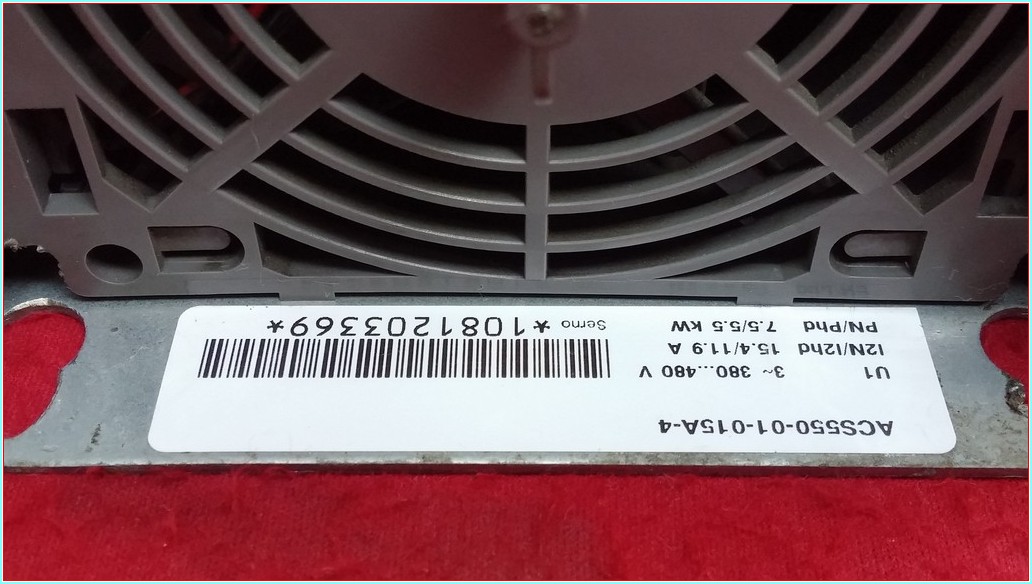 ACS550-01-015A-4
U1 3~ 380...480 V
I2N/I2hd 15.4/11.9 A
PN/Phd 7.5/5.5 kW
Serno *1081203369*